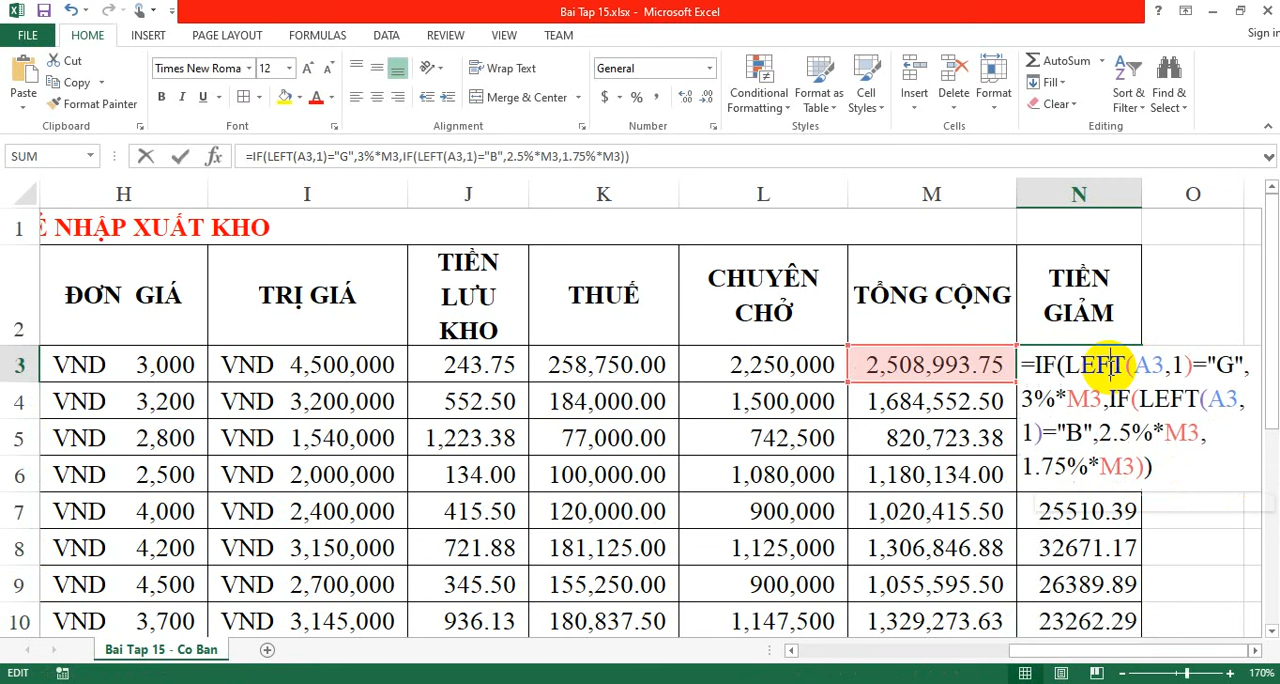 Bai Tap 15.xlsx - Microsoft Excel
FILE HOME INSERT PAGE LAYOUT FORMULAS DATA REVIEW VIEW TEAM Sign in
Paste Cut Copy Format Painter Clipboard
Times New Roma 12 B I U A Font
Wrap Text Merge & Center Alignment
General $ % , Number
Conditional Formatting Format as Table Cell Styles Styles
Insert Delete Format Cells
AutoSum Fill Clear Sort & Filter Find & Select Editing
SUM fx =IF(LEFT(A3,1)="G",3%*M3,IF(LEFT(A3,1)="B",2.5%*M3,1.75%*M3))
H I J K L M N O
1 Ể NHẬP XUẤT KHO
2 ĐƠN GIÁ TRỊ GIÁ TIỀN LƯU KHO THUẾ CHUYÊN CHỞ TỔNG CỘNG TIỀN GIẢM
3 VND 3,000 VND 4,500,000 243.75 258,750.00 2,250,000 2,508,993.75 =IF(LEFT(A3,1)="G",
3%*M3,IF(LEFT(A3,
1)="B",2.5%*M3,
1.75%*M3))
4 VND 3,200 VND 3,200,000 552.50 184,000.00 1,500,000 1,684,552.50
5 VND 2,800 VND 1,540,000 1,223.38 77,000.00 742,500 820,723.38
6 VND 2,500 VND 2,000,000 134.00 100,000.00 1,080,000 1,180,134.00
7 VND 4,000 VND 2,400,000 415.50 120,000.00 900,000 1,020,415.50 25510.39
8 VND 4,200 VND 3,150,000 721.88 181,125.00 1,125,000 1,306,846.88 32671.17
9 VND 4,500 VND 2,700,000 345.50 155,250.00 900,000 1,055,595.50 26389.89
10 VND 3,700 VND 3,145,000 936.13 180,837.50 1,147,500 1,329,273.63 23262.29
Bai Tap 15 - Co Ban
EDIT 170%